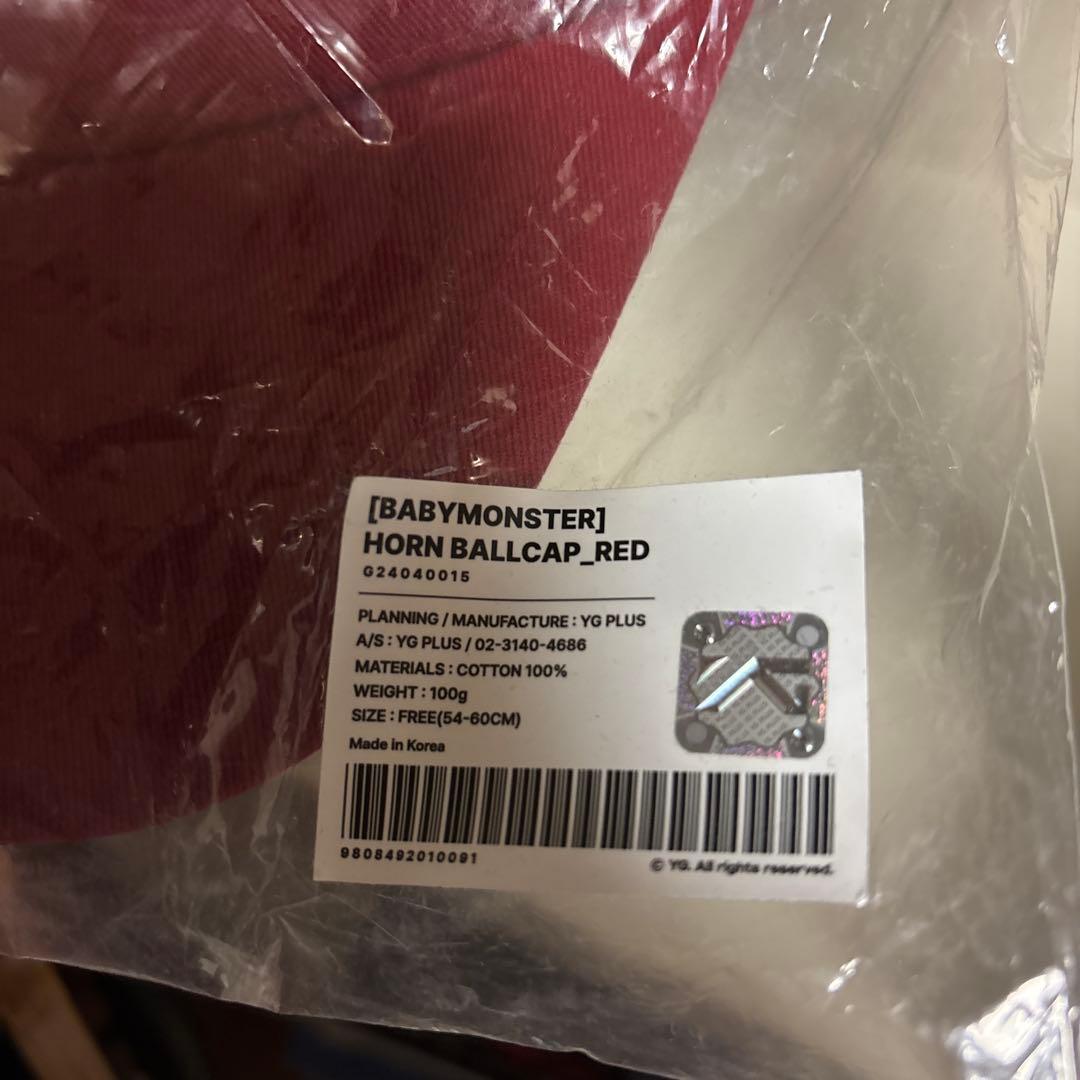 [BABYMONSTER]
HORN BALLCAP_RED
G24040015
PLANNING / MANUFACTURE : YG PLUS
A/S : YG PLUS / 02-3140-4686
MATERIALS : COTTON 100%
WEIGHT : 100g
SIZE : FREE(54-60CM)
Made in Korea
9808492010091
© YG. All rights reserved.